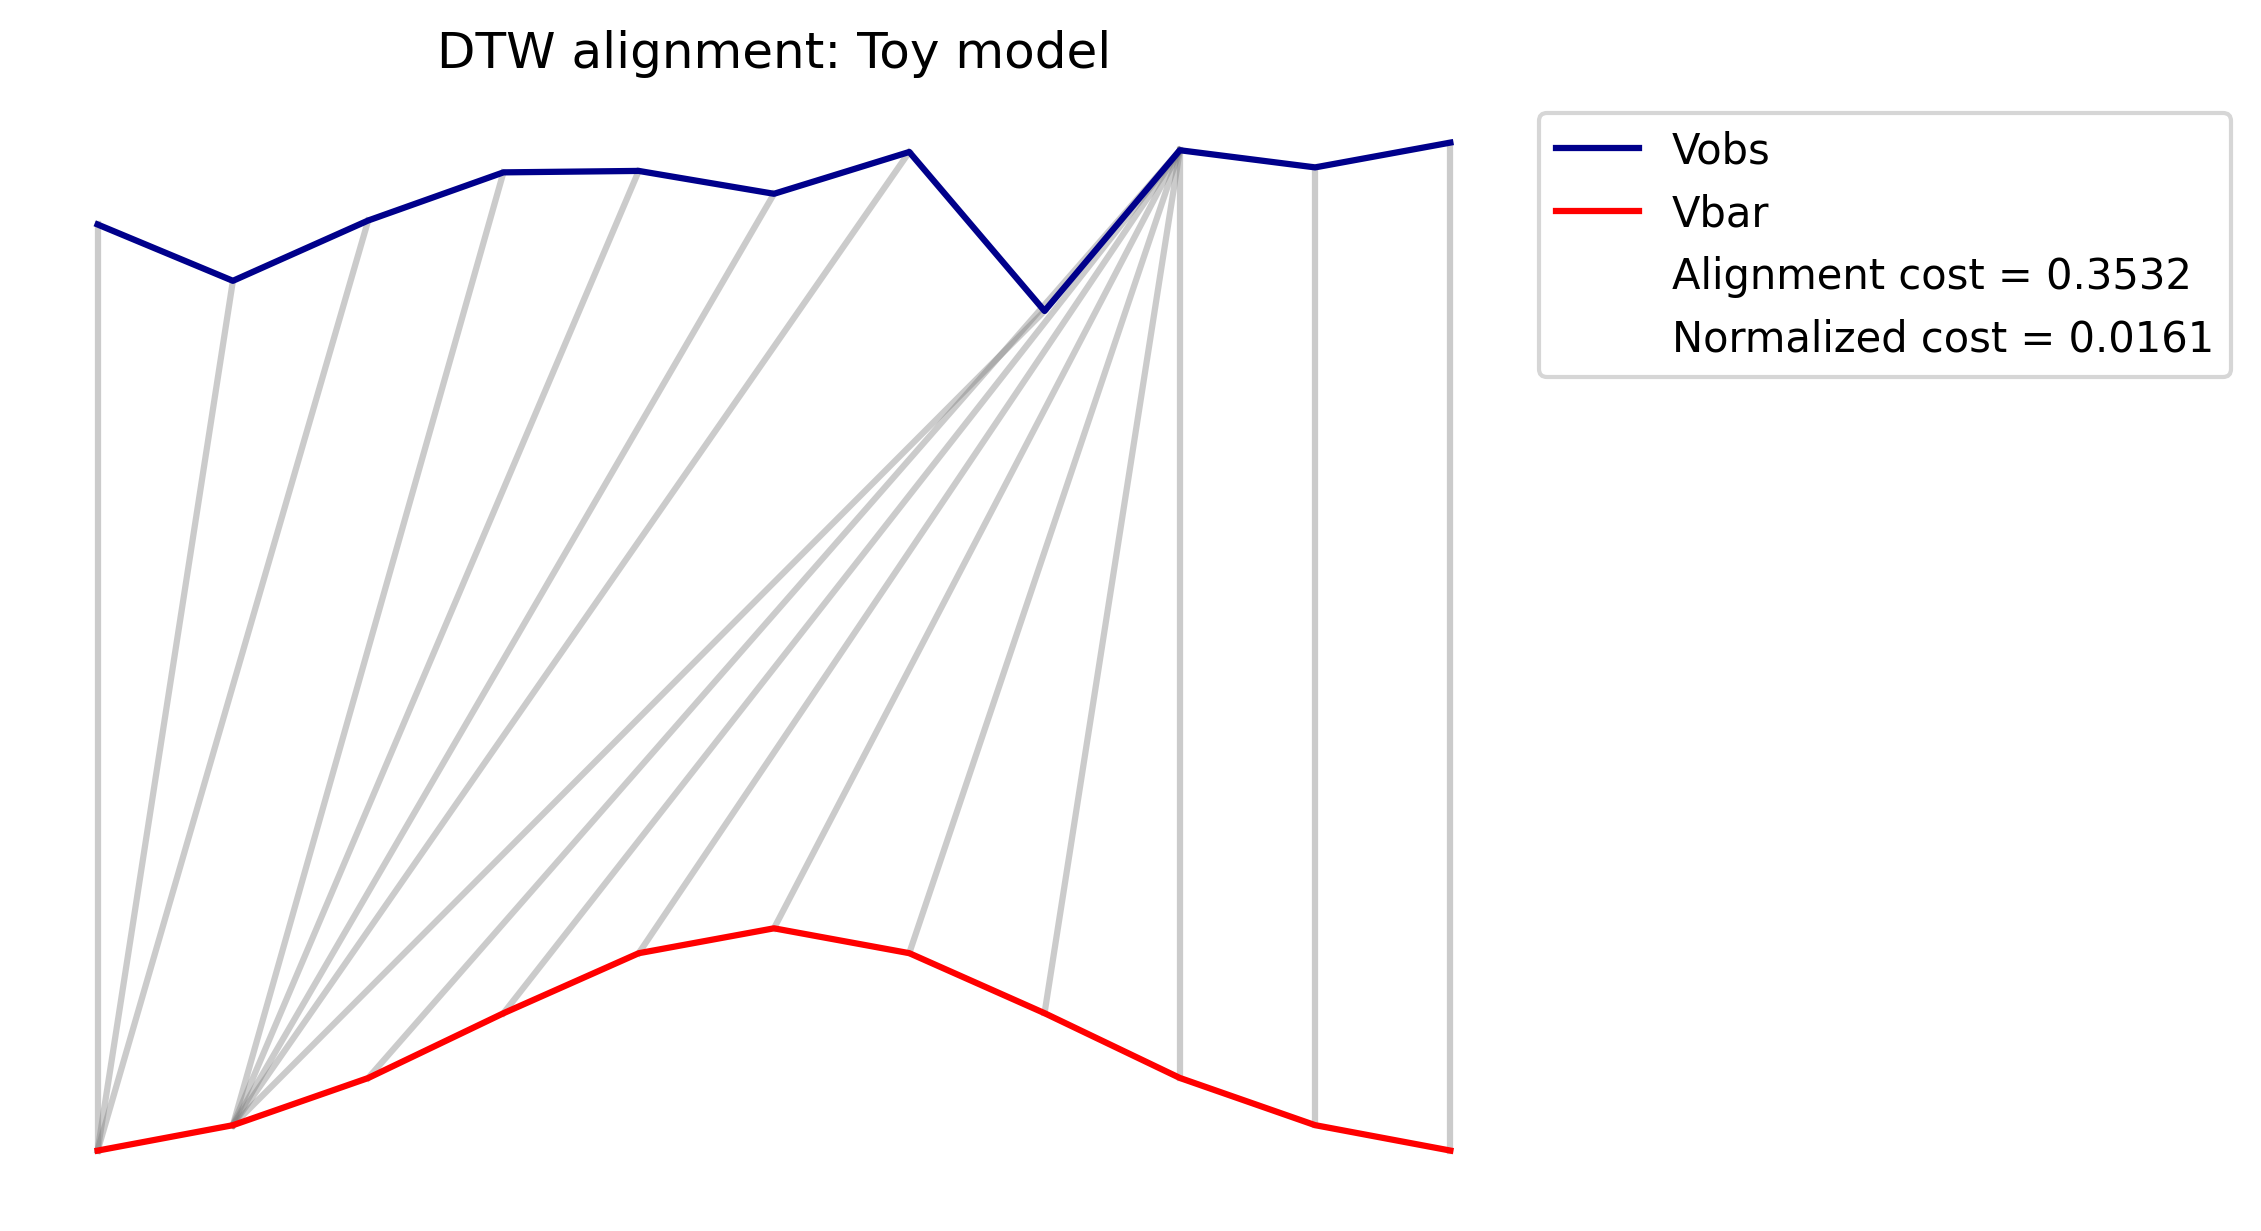 DTW alignment: Toy model
Vobs
Vbar
Alignment cost = 0.3532
Normalized cost = 0.0161